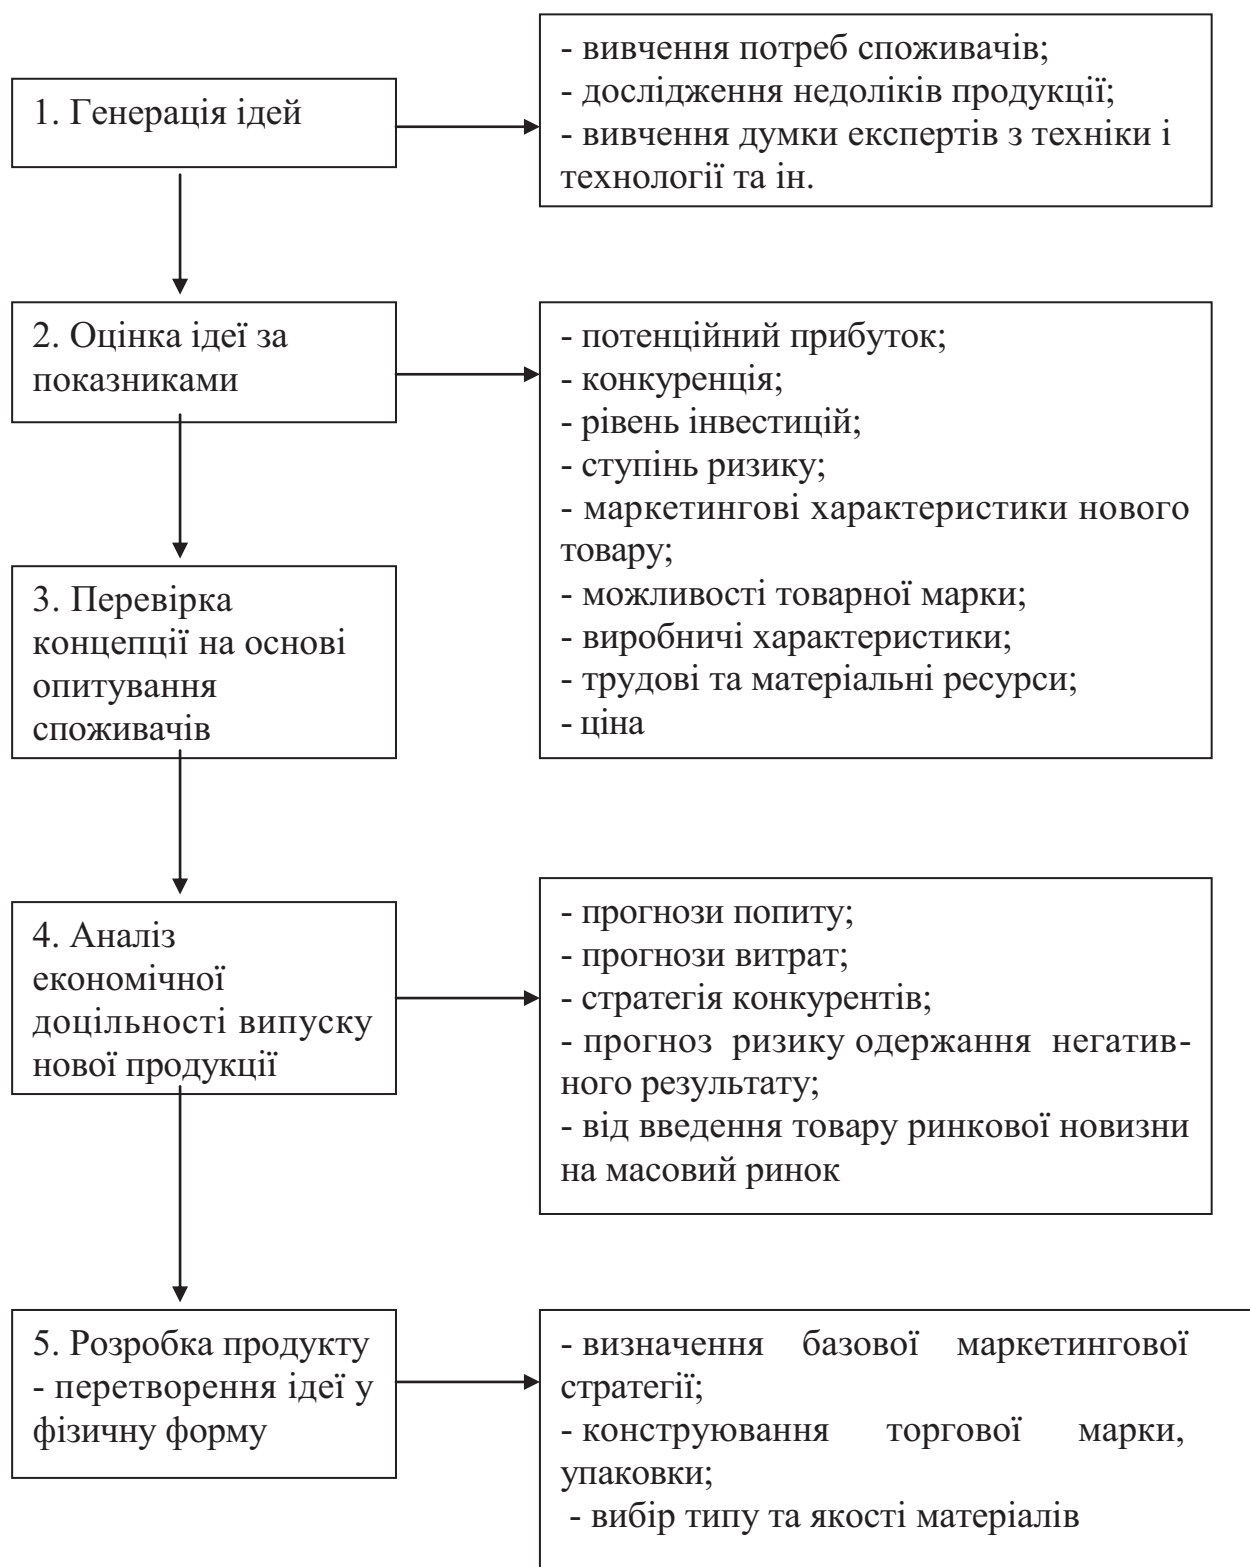 1. Генерація ідей
- вивчення потреб споживачів;
- дослідження недоліків продукції;
- вивчення думки експертів з техніки і
технології та ін.
2. Оцінка ідеї за
показниками
- потенційний прибуток;
- конкуренція;
- рівень інвестицій;
- ступінь ризику;
- маркетингові характеристики нового
товару;
- можливості товарної марки;
- виробничі характеристики;
- трудові та матеріальні ресурси;
- ціна
3. Перевірка
концепції на основі
опитування
споживачів
4. Аналіз
економічної
доцільності випуску
нової продукції
- прогнози попиту;
- прогнози витрат;
- стратегія конкурентів;
- прогноз ризику одержання негатив-
ного результату;
- від введення товару ринкової новизни
на масовий ринок
5. Розробка продукту
- перетворення ідеї у
фізичну форму
- визначення базової маркетингової
стратегії;
- конструювання торгової марки,
упаковки;
- вибір типу та якості матеріалів